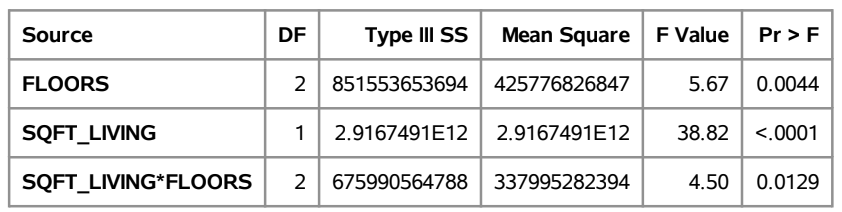 Source DF Type III SS Mean Square F Value Pr > F
FLOORS 2 851553653694 425776826847 5.67 0.0044
SQFT_LIVING 1 2.9167491E12 2.9167491E12 38.82 <.0001
SQFT_LIVING*FLOORS 2 675990564788 337995282394 4.50 0.0129